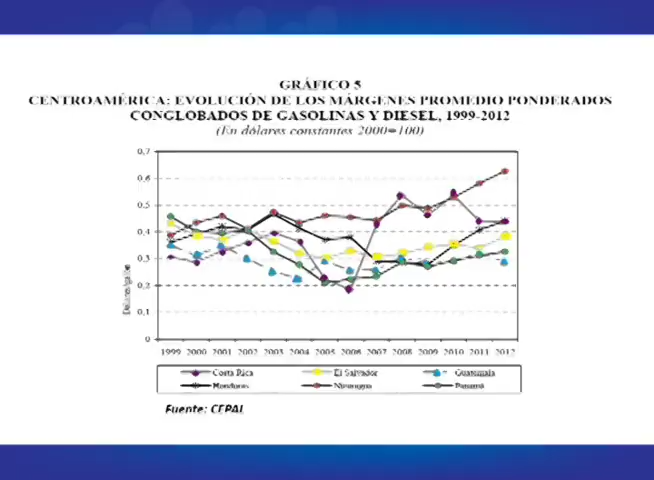 GRÁFICO 5
CENTROAMÉRICA: EVOLUCIÓN DE LOS MÁRGENES PROMEDIO PONDERADOS
CONGLOBADOS DE GASOLINAS Y DIESEL, 1999-2012
(En dólares constantes 2000=100)
0,7
0,6
0,5
0,4
0,3
0,2
0,1
0
Dólares/galón
1999 2000 2001 2002 2003 2004 2005 2006 2007 2008 2009 2010 2011 2012
Costa Rica El Salvador Guatemala
Honduras Nicaragua Panamá
Fuente: CEPAL